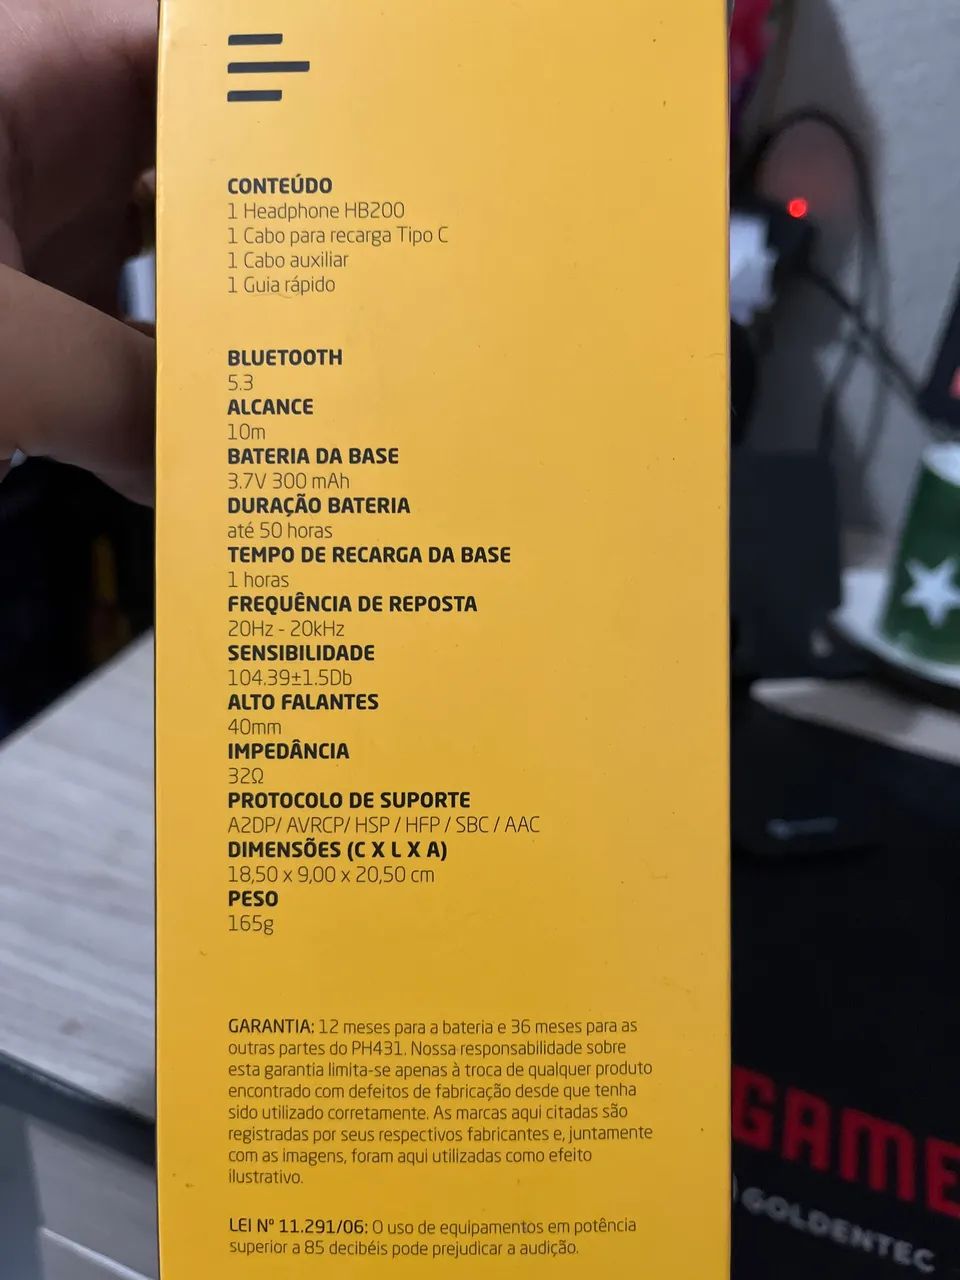 CONTEÚDO
1 Headphone HB200
1 Cabo para recarga Tipo C
1 Cabo auxiliar
1 Guia rápido
BLUETOOTH
5.3
ALCANCE
10m
BATERIA DA BASE
3.7V 300 mAh
DURAÇÃO BATERIA
até 50 horas
TEMPO DE RECARGA DA BASE
1 horas
FREQUÊNCIA DE REPOSTA
20Hz - 20kHz
SENSIBILIDADE
104.39±1.5Db
ALTO FALANTES
40mm
IMPEDÂNCIA
32Ω
PROTOCOLO DE SUPORTE
A2DP/ AVRCP/ HSP / HFP / SBC / AAC
DIMENSÕES (C X L X A)
18,50 x 9,00 x 20,50 cm
PESO
165g
GARANTIA: 12 meses para a bateria e 36 meses para as
outras partes do PH431. Nossa responsabilidade sobre
esta garantia limita-se apenas à troca de qualquer produto
encontrado com defeitos de fabricação desde que tenha
sido utilizado corretamente. As marcas aqui citadas são
registradas por seus respectivos fabricantes e, juntamente
com as imagens, foram aqui utilizadas como efeito
ilustrativo.
LEI Nº 11.291/06: O uso de equipamentos em potência
superior a 85 decibéis pode prejudicar a audição.
GAME
GOLDENTEC